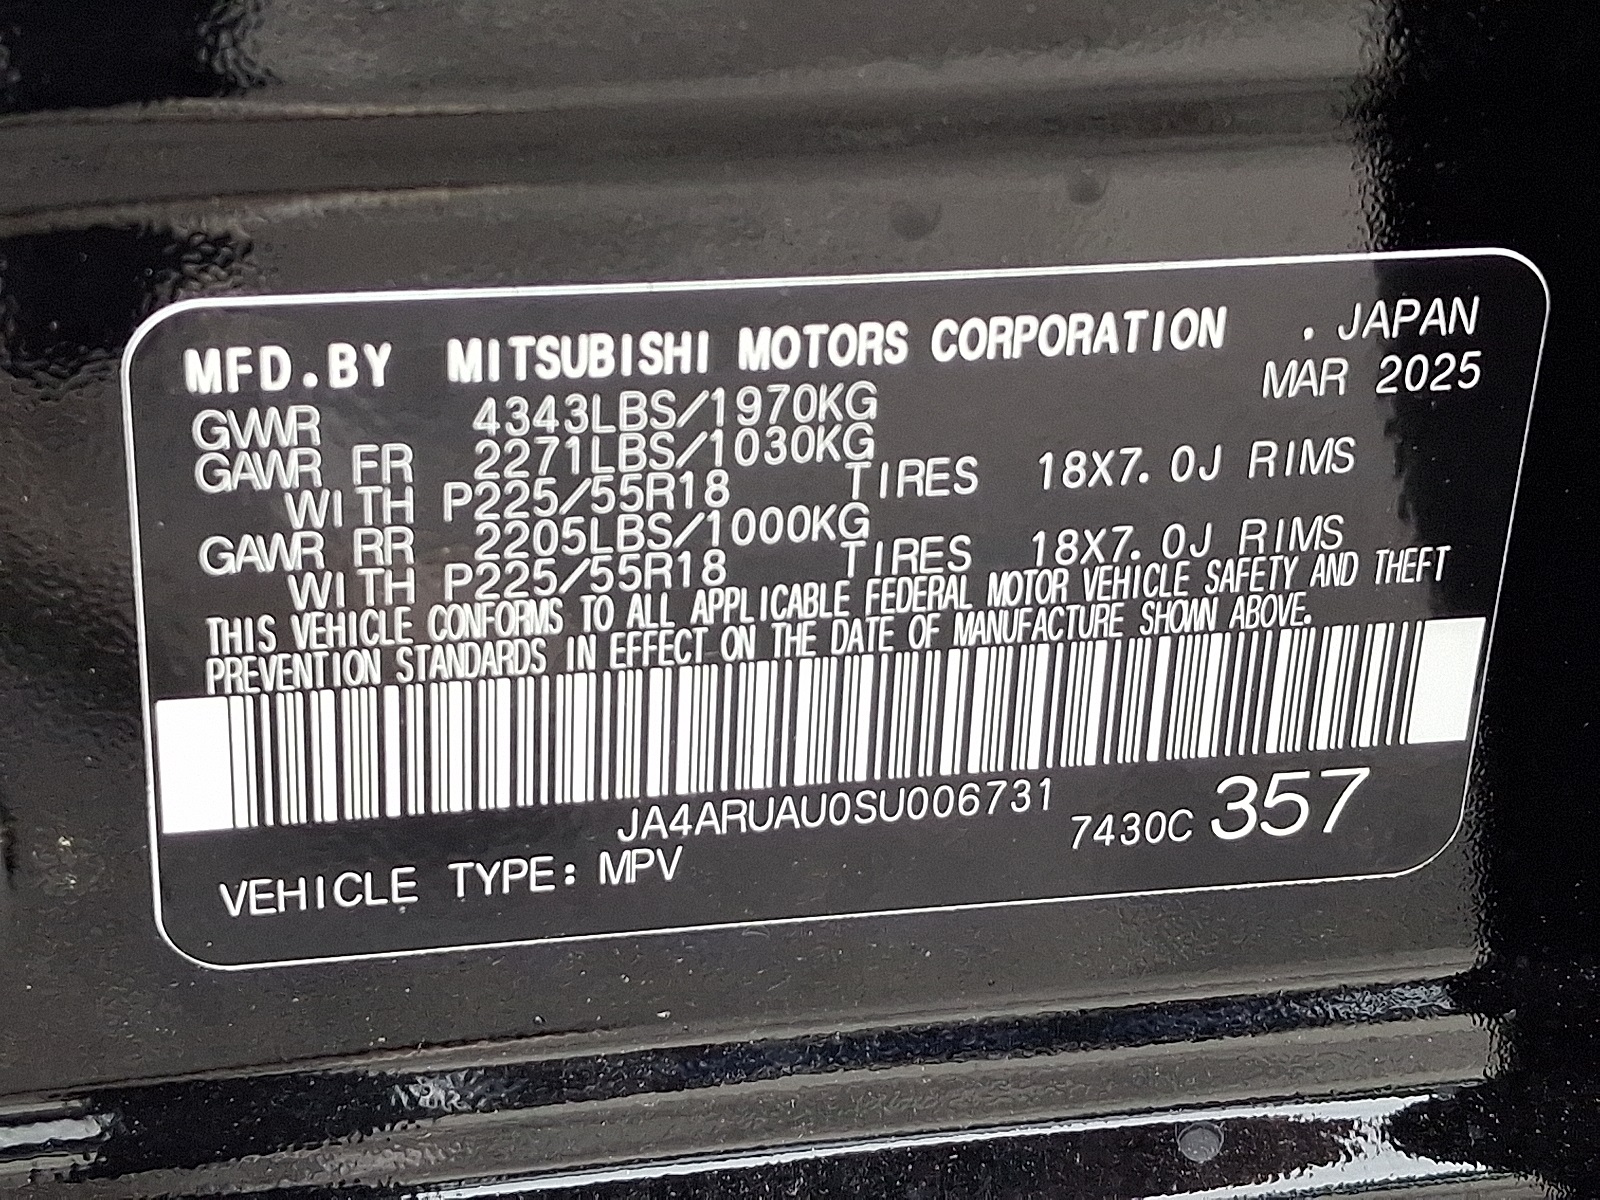 MFD.BY MITSUBISHI MOTORS CORPORATION . JAPAN
MAR 2025
GVWR 4343LBS/1970KG
GAWR FR 2271LBS/1030KG
WITH P225/55R18 TIRES 18X7.0J RIMS
GAWR RR 2205LBS/1000KG
WITH P225/55R18 TIRES 18X7.0J RIMS
THIS VEHICLE CONFORMS TO ALL APPLICABLE FEDERAL MOTOR VEHICLE SAFETY AND THEFT
PREVENTION STANDARDS IN EFFECT ON THE DATE OF MANUFACTURE SHOWN ABOVE.
JA4ARUAU0SU006731
7430C 357
VEHICLE TYPE: MPV